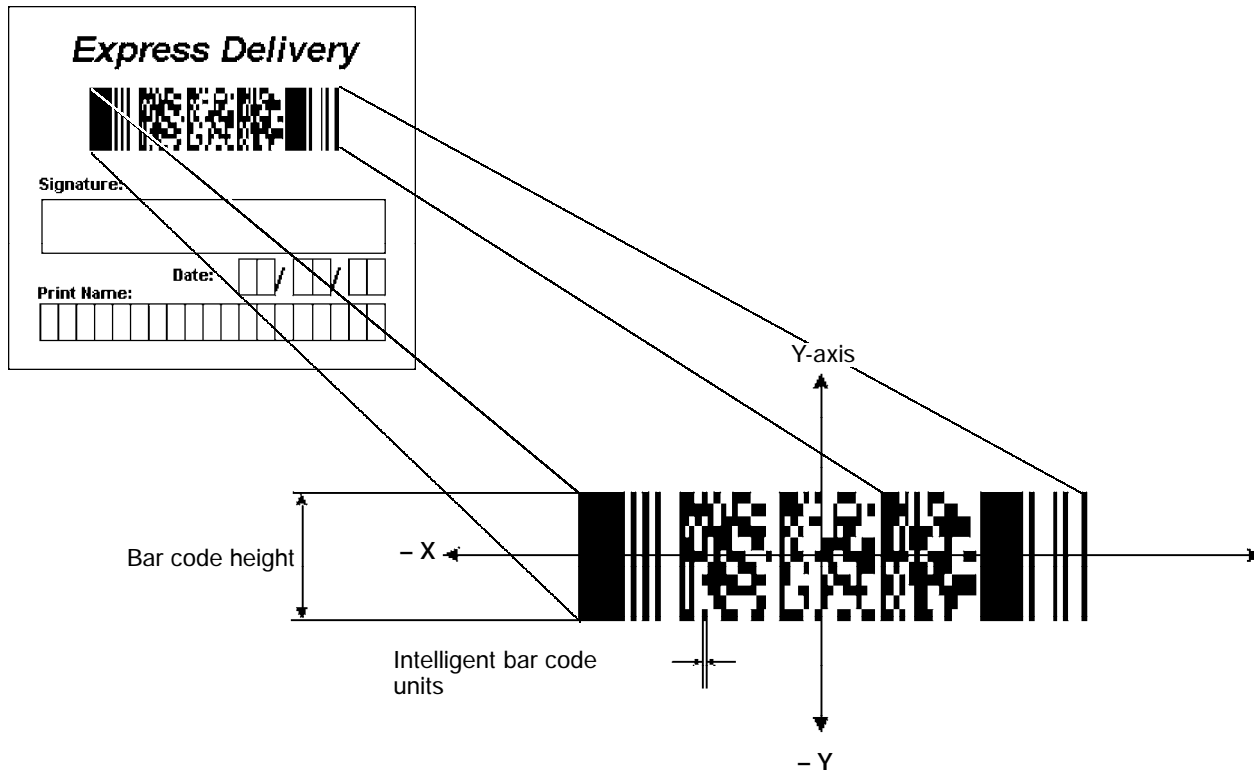 Express Delivery
Signature:
Date: / /
Print Name:
Y-axis
Bar code height
– X
Intelligent bar code
units
– Y